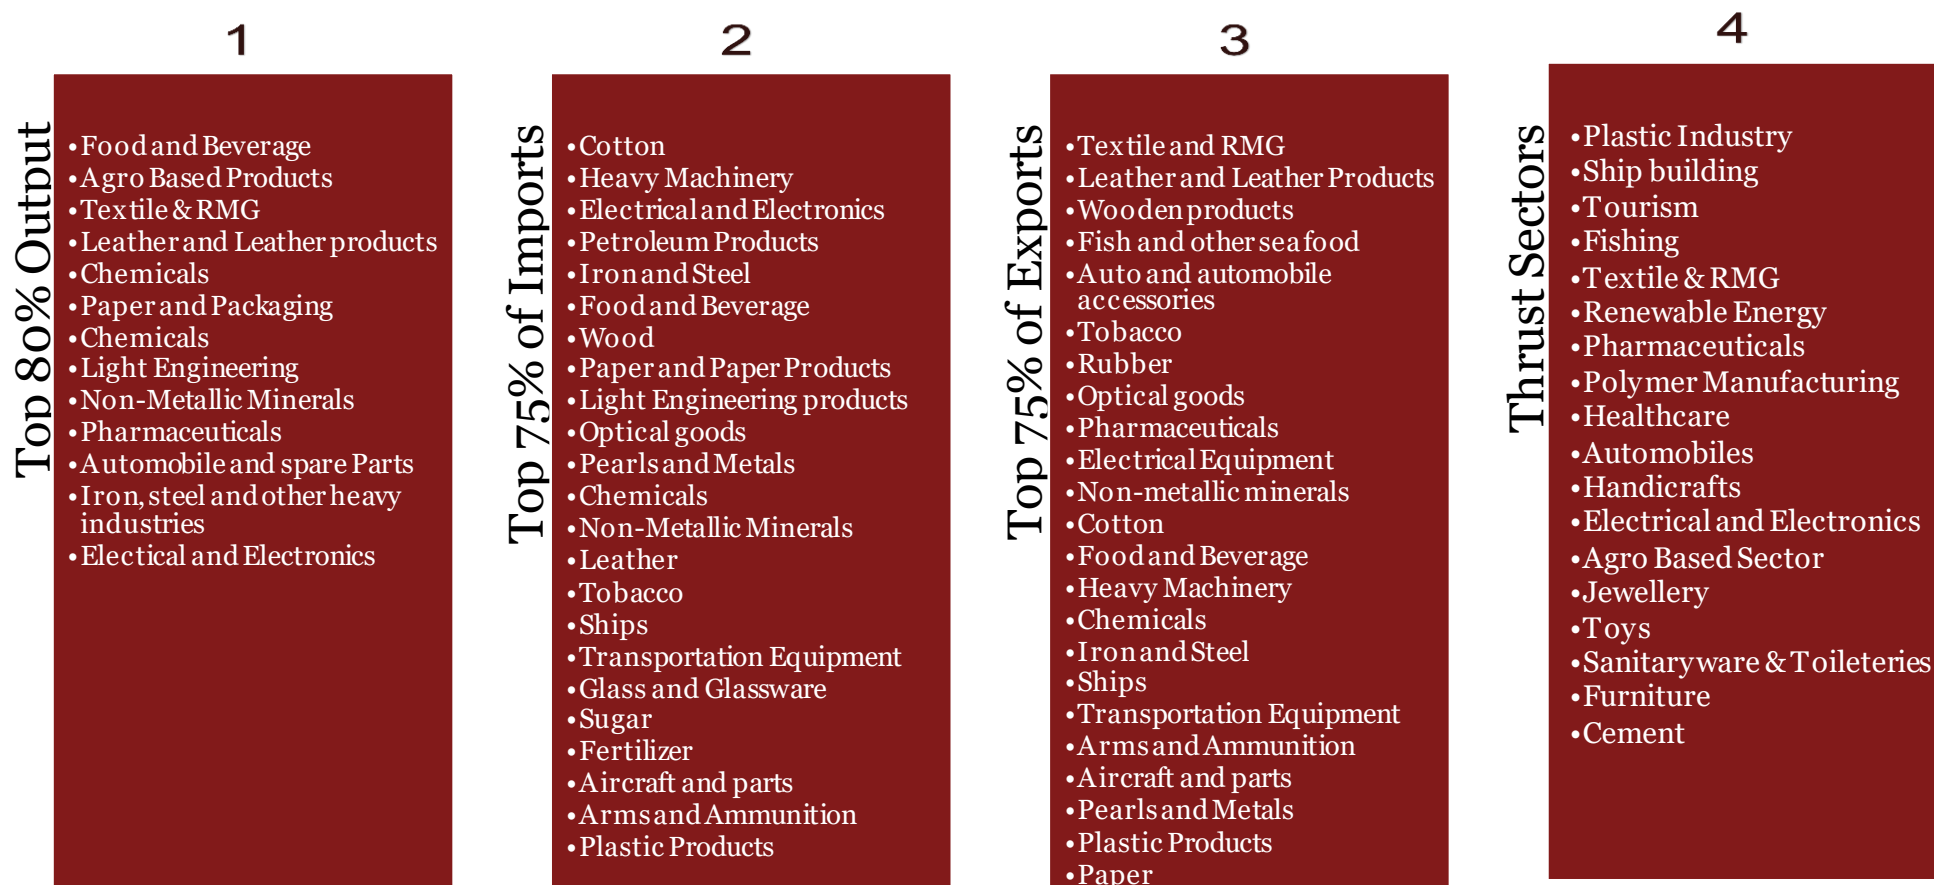 1
Top 80% Output
•Food and Beverage
•Agro Based Products
•Textile & RMG
•Leather and Leather products
•Chemicals
•Paper and Packaging
•Chemicals
•Light Engineering
•Non-Metallic Minerals
•Pharmaceuticals
•Automobile and spare Parts
•Iron, steel and other heavy
industries
•Electical and Electronics
2
Top 75% of Imports
•Cotton
•Heavy Machinery
•Electrical and Electronics
•Petroleum Products
•Iron and Steel
•Food and Beverage
•Wood
•Paper and Paper Products
•Light Engineering products
•Optical goods
•Pearls and Metals
•Chemicals
•Non-Metallic Minerals
•Leather
•Tobacco
•Ships
•Transportation Equipment
•Glass and Glassware
•Sugar
•Fertilizer
•Aircraft and parts
•Arms and Ammunition
•Plastic Products
3
Top 75% of Exports
•Textile and RMG
•Leather and Leather Products
•Wooden products
•Fish and other sea food
•Auto and automobile
accessories
•Tobacco
•Rubber
•Optical goods
•Pharmaceuticals
•Electrical Equipment
•Non-metallic minerals
•Cotton
•Food and Beverage
•Heavy Machinery
•Chemicals
•Iron and Steel
•Ships
•Transportation Equipment
•Arms and Ammunition
•Aircraft and parts
•Pearls and Metals
•Plastic Products
•Paper
4
Thrust Sectors
•Plastic Industry
•Ship building
•Tourism
•Fishing
•Textile & RMG
•Renewable Energy
•Pharmaceuticals
•Polymer Manufacturing
•Healthcare
•Automobiles
•Handicrafts
•Electrical and Electronics
•Agro Based Sector
•Jewellery
•Toys
•Sanitaryware & Toileteries
•Furniture
•Cement